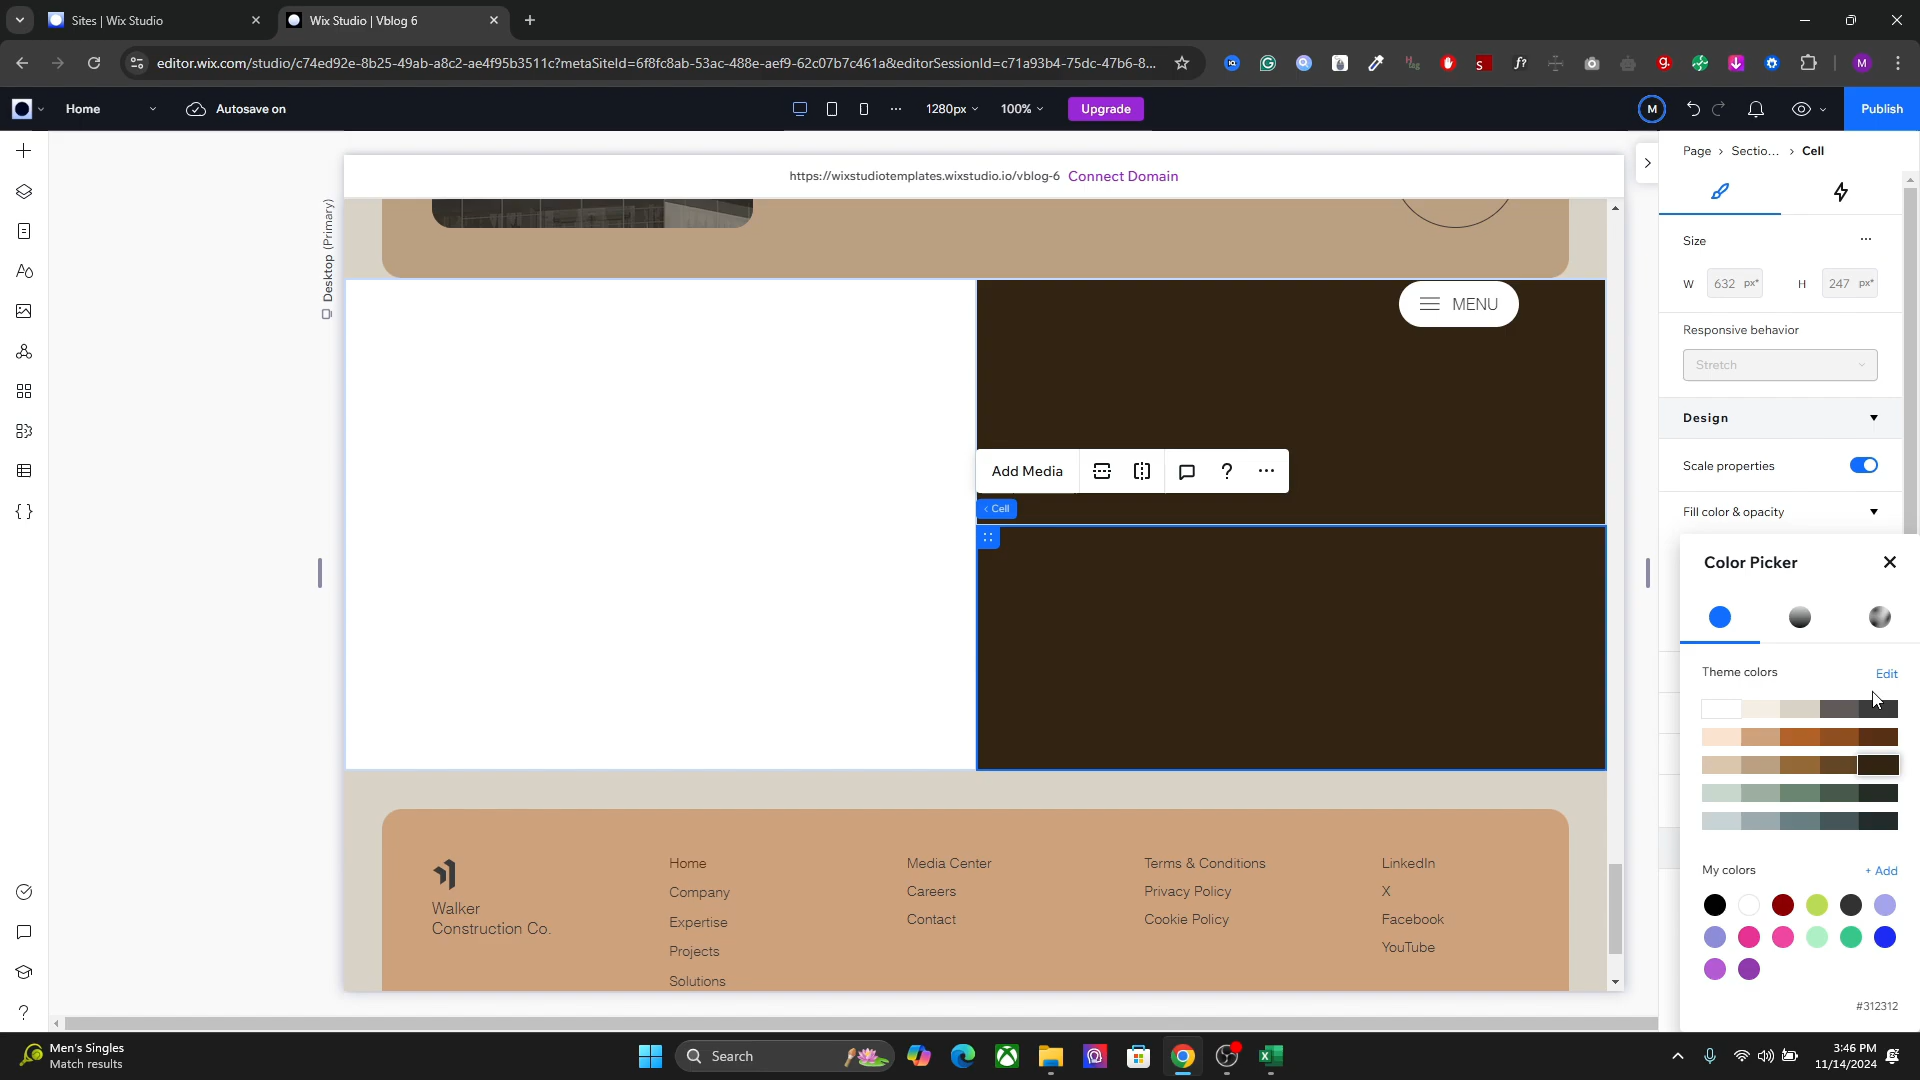 Sites | Wix Studio
Wix Studio | Vblog 6
editor.wix.com/studio/c74ed92e-8b25-49ab-a8c2-ae4f95b3511c?metaSiteId=6f8fc8ab-53ac-488e-aef9-62c07b7c461a&editorSessionId=c71a93b4-75dc-47b6-8...
Home
Autosave on
1280px
100%
Upgrade
M
Publish
https://wixstudiotemplates.wixstudio.io/vblog-6 Connect Domain
Page > Sectio... > Cell
Desktop (Primary)
Size
W 632 px* H 247 px*
Responsive behavior
Stretch
MENU
Design
Scale properties
Add Media
< Cell
Fill color & opacity
Color Picker
Theme colors Edit
My colors + Add
#312312
Walker
Construction Co.
Home
Company
Expertise
Projects
Solutions
Media Center
Careers
Contact
Terms & Conditions
Privacy Policy
Cookie Policy
LinkedIn
X
Facebook
YouTube
Men's Singles
Match results
Search
3:46 PM
11/14/2024